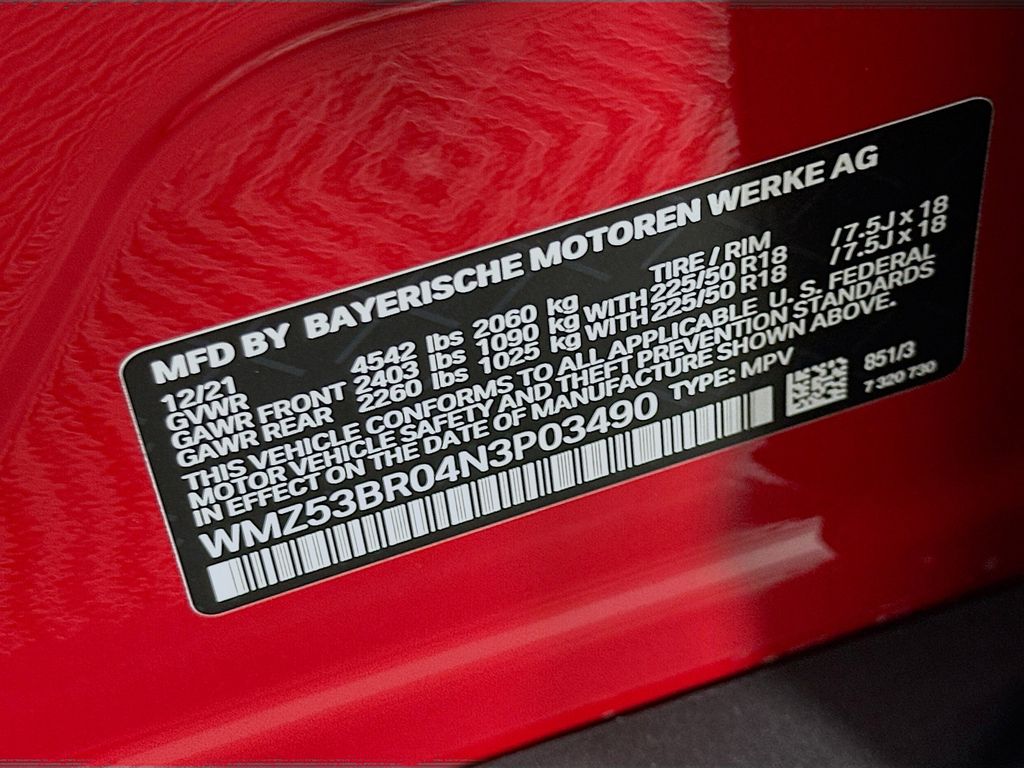 MFD BY BAYERISCHE MOTOREN WERKE AG
12/21 TIRE / RIM
GVWR 4542 lbs 2060 kg WITH 225/50 R18 /7.5J x 18
GAWR FRONT 2403 lbs 1090 kg WITH 225/50 R18 /7.5J x 18
GAWR REAR 2260 lbs 1025 kg
THIS VEHICLE CONFORMS TO ALL APPLICABLE U. S. FEDERAL
MOTOR VEHICLE SAFETY AND THEFT PREVENTION STANDARDS
IN EFFECT ON THE DATE OF MANUFACTURE SHOWN ABOVE.
WMZ53BR04N3P03490 TYPE: MPV
851/3
7 320 730